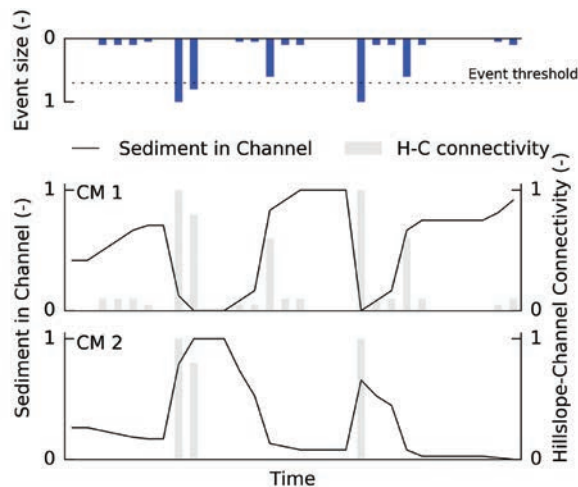 Event size (-)
0
1
Event threshold
Sediment in Channel
H-C connectivity
CM 1
1
0
1
0
CM 2
1
0
1
0
Sediment in Channel (-)
Hillslope-Channel Connectivity (-)
Time